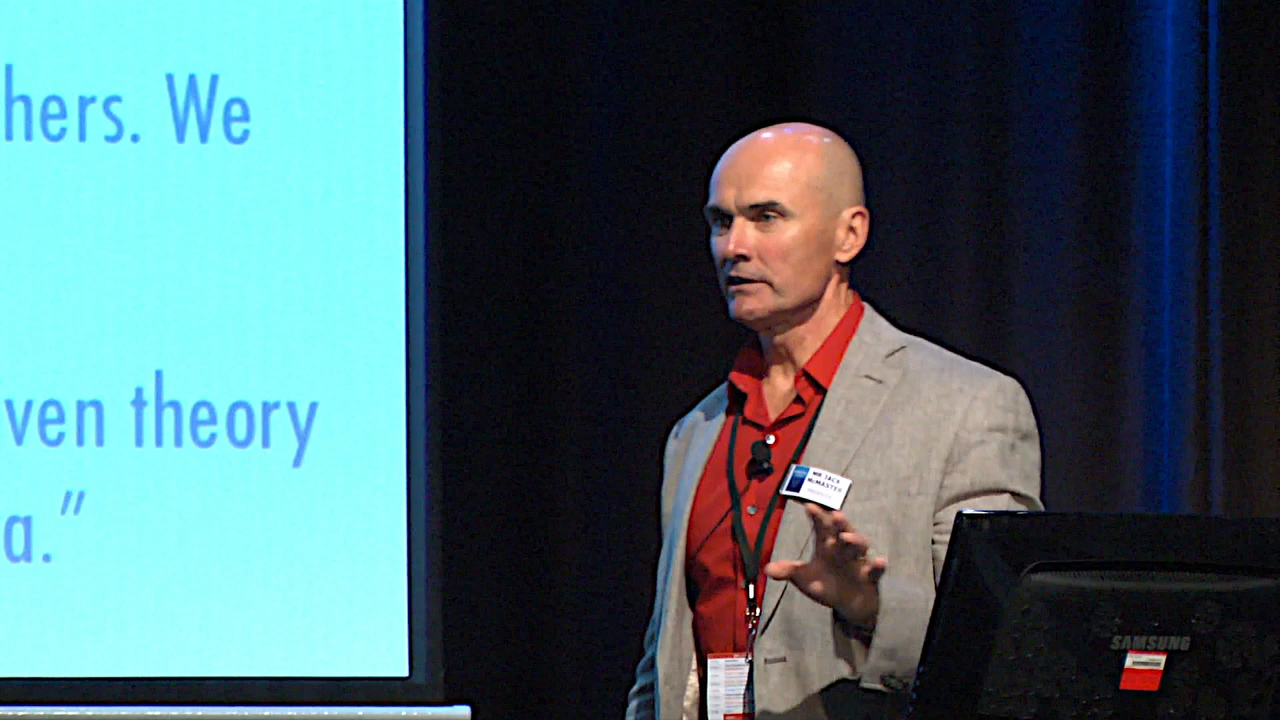 hers. We
ven theory
a.”
MR JACK
McMASTER
SAMSUNG